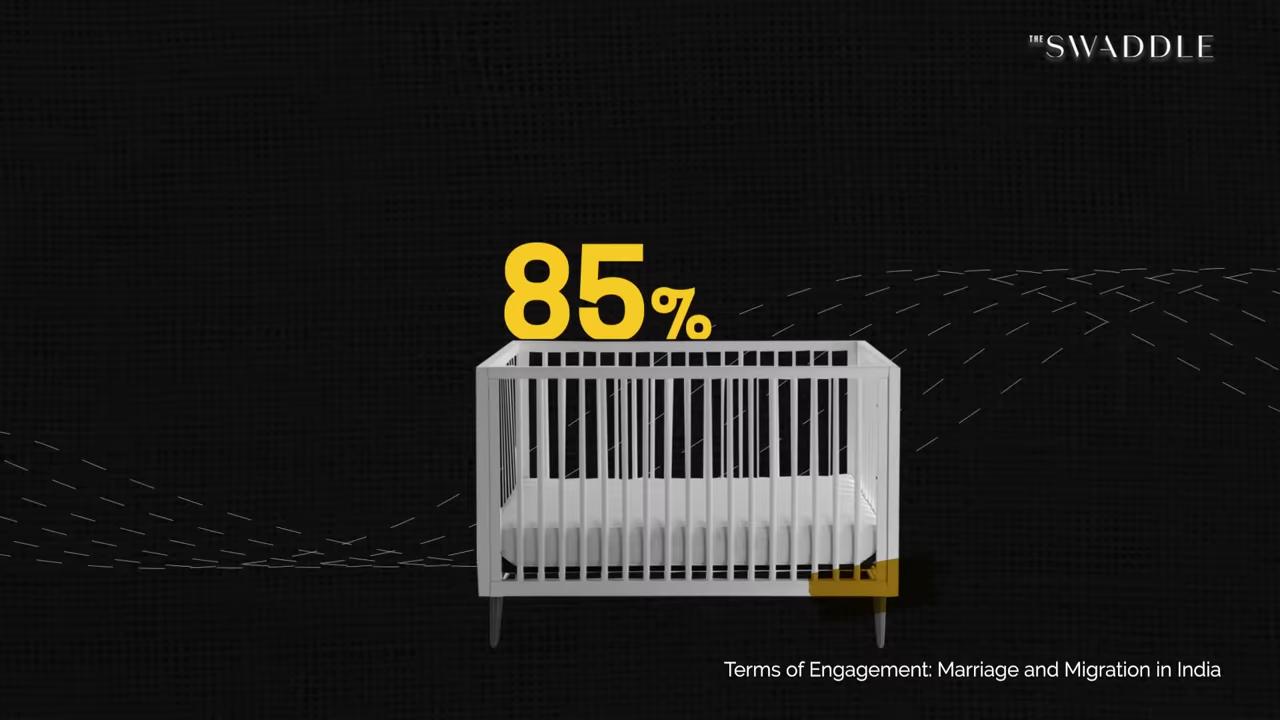 THE SWADDLE
85%
Terms of Engagement: Marriage and Migration in India